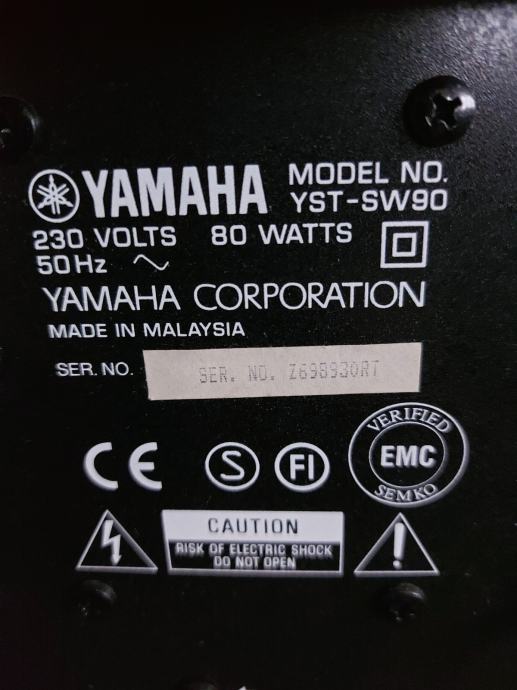 YAMAHA MODEL NO.
YST-SW90
230 VOLTS 80 WATTS
50Hz
YAMAHA CORPORATION
MADE IN MALAYSIA
SER. NO. SER. NO. Z698930RT
CE S FI VERIFIED
EMC
SEMKO
CAUTION
RISK OF ELECTRIC SHOCK
DO NOT OPEN